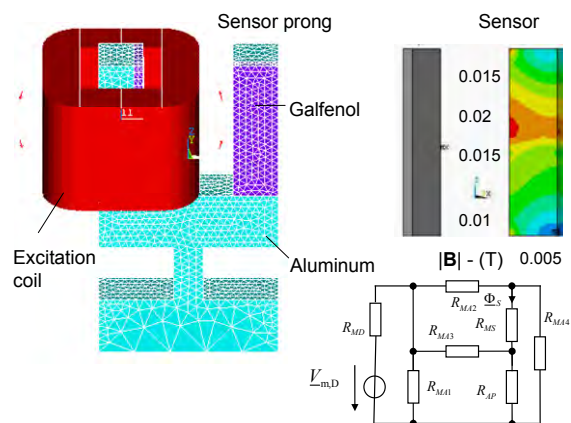 Sensor prong
Sensor
11
Galfenol
Excitation
coil
Aluminum
0.015
0.02
0.015
0.01
|B| - (T) 0.005
R_MA2
Φ_S
R_MD
R_MS
R_MA4
R_MA3
V_m,D
R_MA1
R_AP